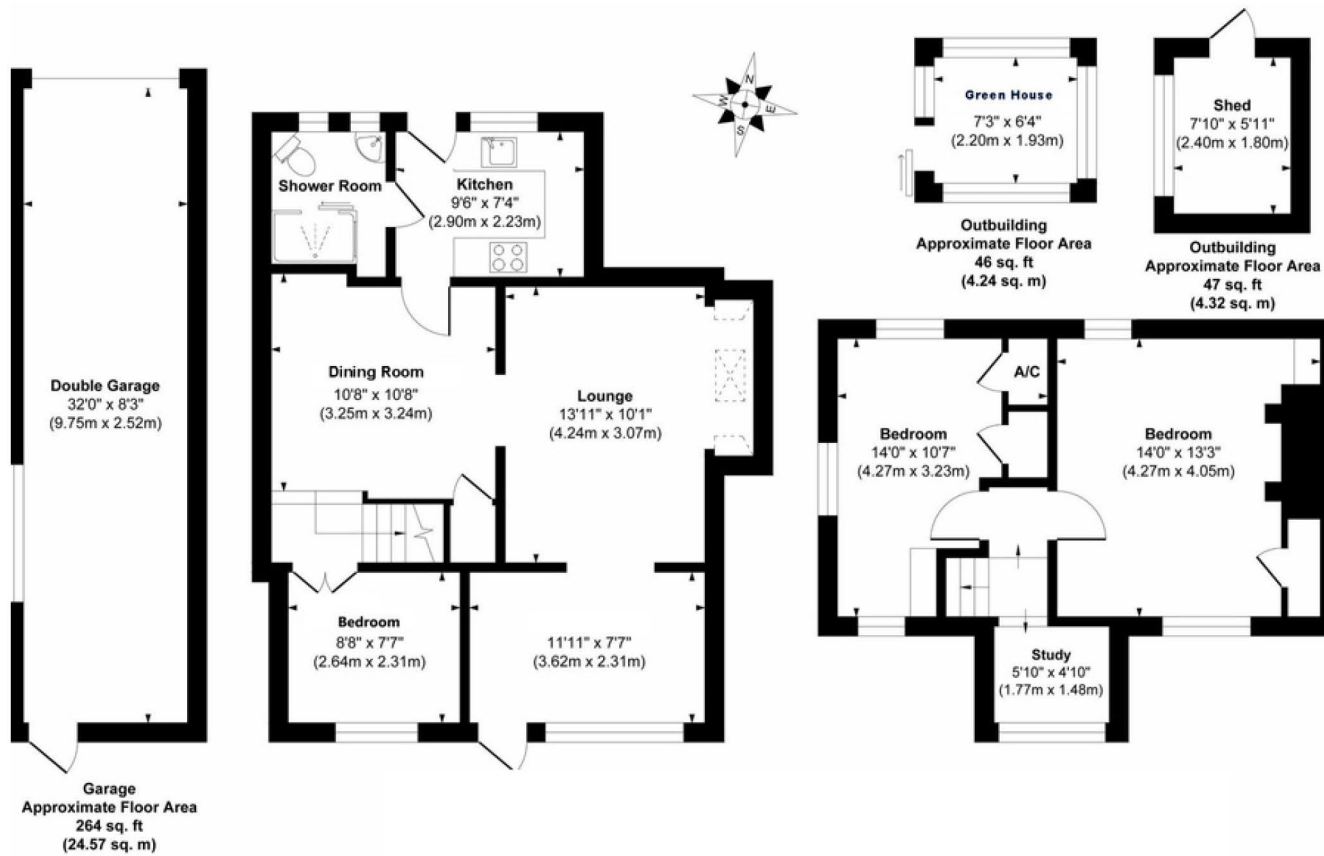 Double Garage
32'0" x 8'3"
(9.75m x 2.52m)
Garage
Approximate Floor Area
264 sq. ft
(24.57 sq. m)
Shower Room
Kitchen
9'6" x 7'4"
(2.90m x 2.23m)
Dining Room
10'8" x 10'8"
(3.25m x 3.24m)
Lounge
13'11" x 10'1"
(4.24m x 3.07m)
Bedroom
8'8" x 7'7"
(2.64m x 2.31m)
11'11" x 7'7"
(3.62m x 2.31m)
N
E
S
W
Green House
7'3" x 6'4"
(2.20m x 1.93m)
Outbuilding
Approximate Floor Area
46 sq. ft
(4.24 sq. m)
Shed
7'10" x 5'11"
(2.40m x 1.80m)
Outbuilding
Approximate Floor Area
47 sq. ft
(4.32 sq. m)
A/C
Bedroom
14'0" x 10'7"
(4.27m x 3.23m)
Bedroom
14'0" x 13'3"
(4.27m x 4.05m)
Study
5'10" x 4'10"
(1.77m x 1.48m)